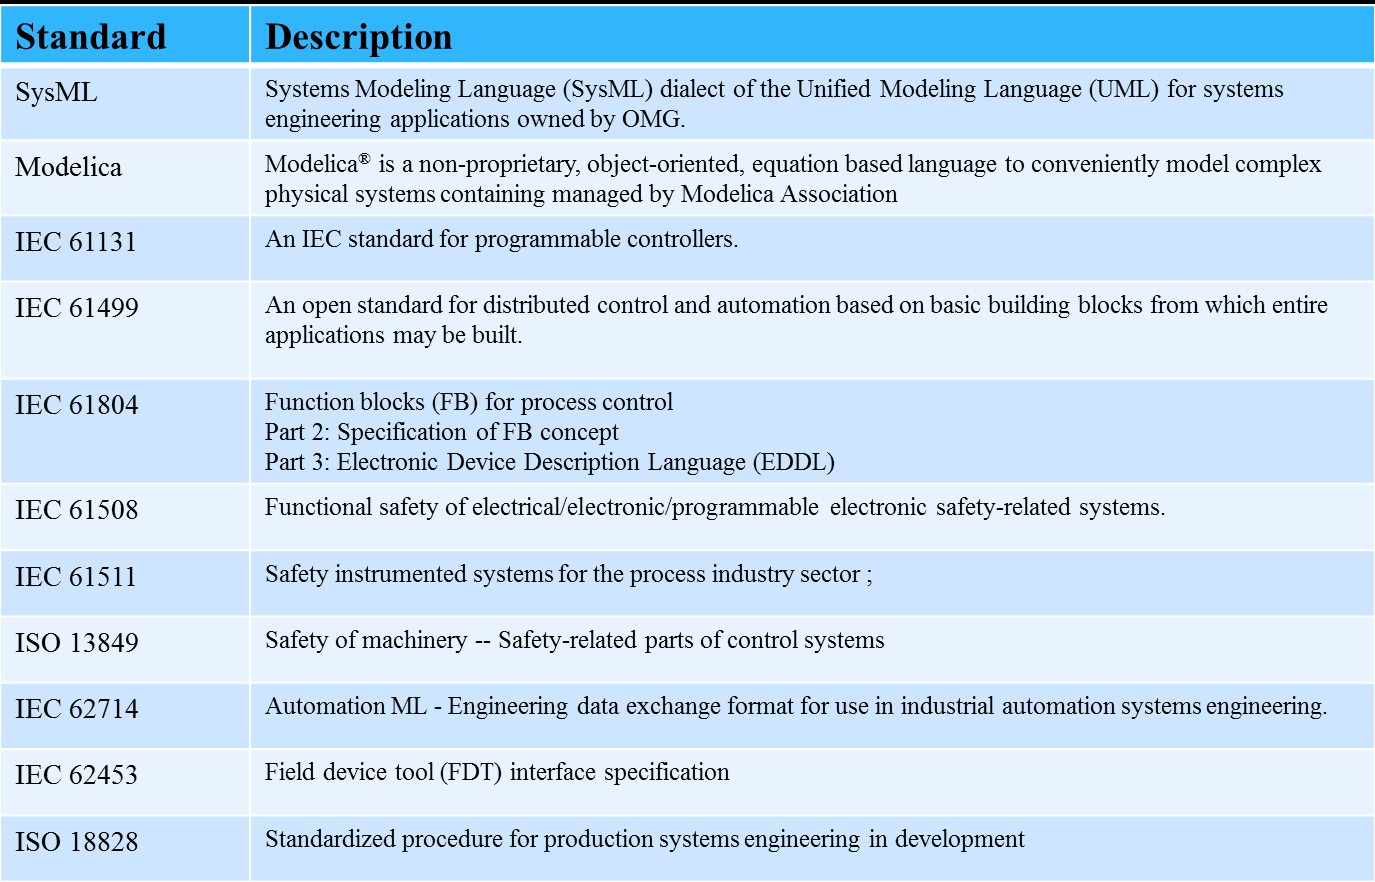 Standard Description
SysML Systems Modeling Language (SysML) dialect of the Unified Modeling Language (UML) for systems
engineering applications owned by OMG.
Modelica Modelica® is a non-proprietary, object-oriented, equation based language to conveniently model complex
physical systems containing managed by Modelica Association
IEC 61131 An IEC standard for programmable controllers.
IEC 61499 An open standard for distributed control and automation based on basic building blocks from which entire
applications may be built.
IEC 61804 Function blocks (FB) for process control
Part 2: Specification of FB concept
Part 3: Electronic Device Description Language (EDDL)
IEC 61508 Functional safety of electrical/electronic/programmable electronic safety-related systems.
IEC 61511 Safety instrumented systems for the process industry sector ;
ISO 13849 Safety of machinery -- Safety-related parts of control systems
IEC 62714 Automation ML - Engineering data exchange format for use in industrial automation systems engineering.
IEC 62453 Field device tool (FDT) interface specification
ISO 18828 Standardized procedure for production systems engineering in development